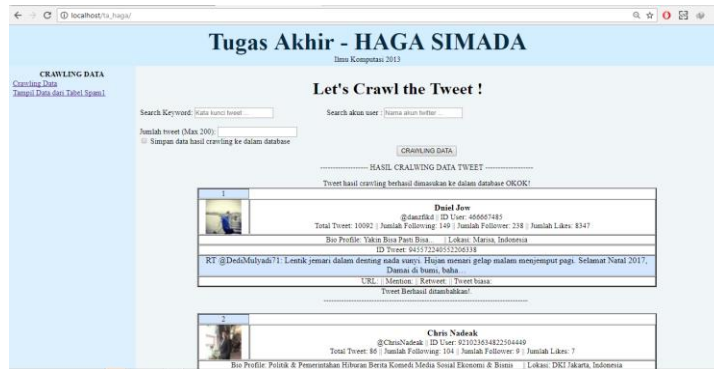 localhost/ta_haga/
Tugas Akhir - HAGA SIMADA
Ilmu Komputasi 2013
CRAWLING DATA
Crawling Data
Tampil Data dari Tabel Spam1
Let's Crawl the Tweet !
Search Keyword: Kata kunci tweet ... Search akun user : Nama akun twitter ...
Jumlah tweet (Max 200):
Simpan data hasil crawling ke dalam database
CRAWLING DATA
------------------- HASIL CRALWING DATA TWEET -------------------
Tweet hasil crawling berhasil dimasukan ke dalam database OKOK!
1
Dniel Jow
@danzfikd || ID User: 466667485
Total Tweet: 10092 || Jumlah Following: 149 || Jumlah Follower: 238 || Jumlah Likes: 8347
Bio Profile: Yakin Bisa Pasti Bisa... || Lokasi: Marisa, Indonesia
ID Tweet: 945572240552206338
RT @DediMulyadi71: Lentik jemari dalam denting nada sunyi. Hujan menari gelap malam menjemput pagi. Selamat Natal 2017,
Damai di bumi, baha…
URL: || Mention: || Retweet: || Tweet biasa:
Tweet Berhasil ditambahkan!.
2
Chris Nadeak
@ChrisNadeak || ID User: 921023634822504449
Total Tweet: 86 || Jumlah Following: 104 || Jumlah Follower: 9 || Jumlah Likes: 7
Bio Profile: Politik & Pemerintahan Hiburan Berita Komedi Media Sosial Ekonomi & Bisnis || Lokasi: DKI Jakarta, Indonesia